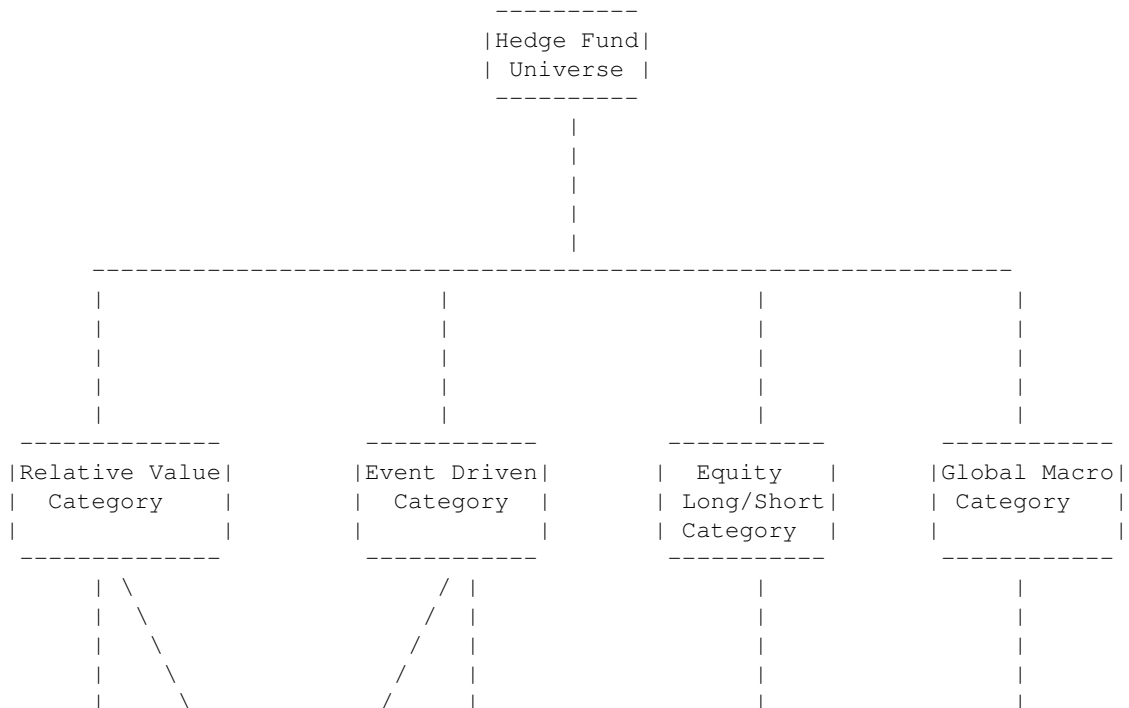 Hedge Fund
Universe
Relative Value
Category
Event Driven
Category
Equity
Long/Short
Category
Global Macro
Category